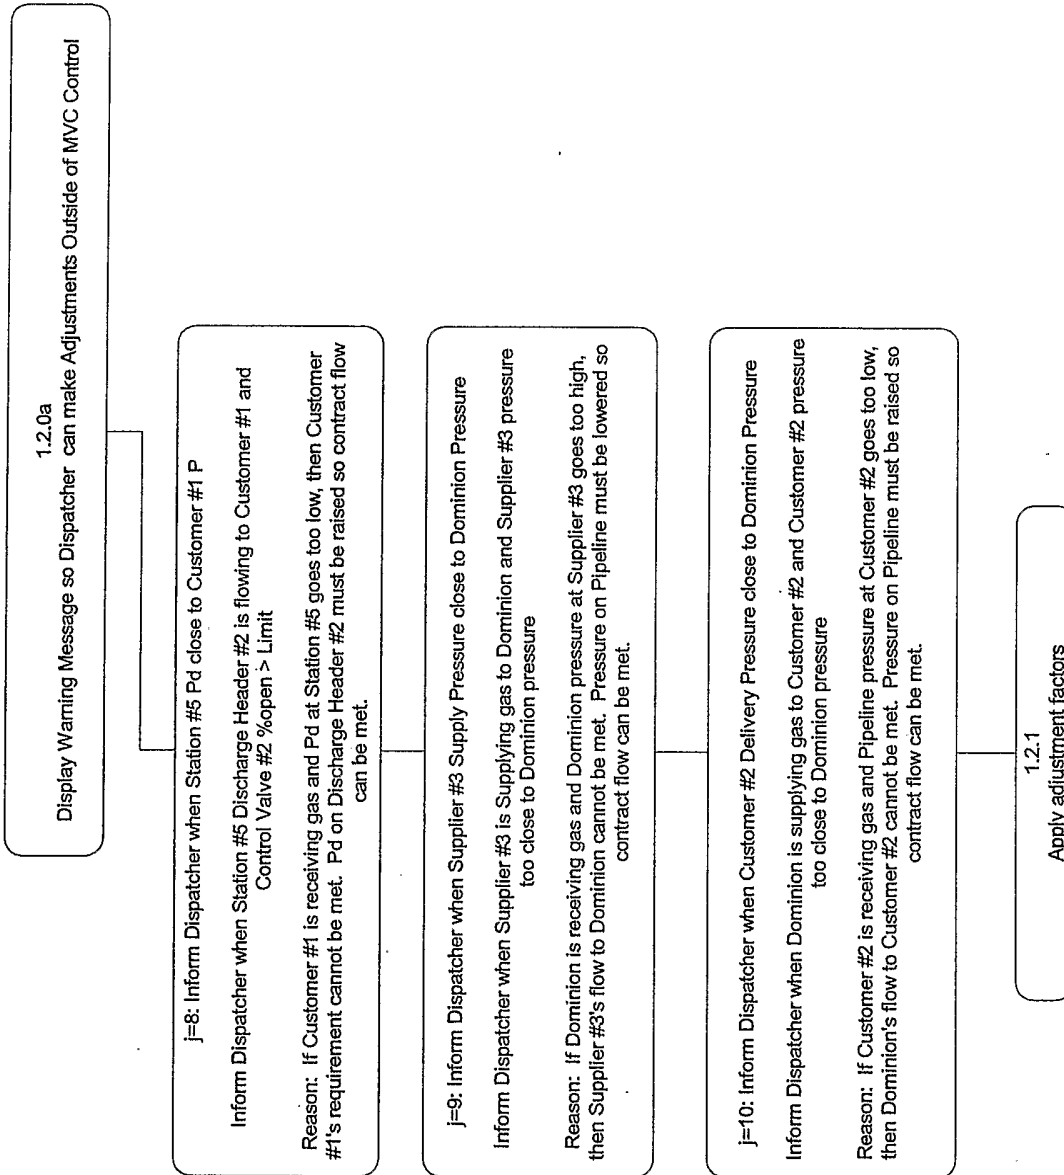 1.2.0a
Display Warning Message so Dispatcher can make Adjustments Outside of MVC Control
j=8: Inform Dispatcher when Station #5 Pd close to Customer #1 P
Inform Dispatcher when Station #5 Discharge Header #2 is flowing to Customer #1 and
Control Valve #2 %open > Limit
Reason: If Customer #1 is receiving gas and Pd at Station #5 goes too low, then Customer
#1's requirement cannot be met. Pd on Discharge Header #2 must be raised so contract flow
can be met.
j=9: Inform Dispatcher when Supplier #3 Supply Pressure close to Dominion Pressure
Inform Dispatcher when Supplier #3 is Supplying gas to Dominion and Supplier #3 pressure
too close to Dominion pressure
Reason: If Dominion is receiving gas and Dominion pressure at Supplier #3 goes too high,
then Supplier #3's flow to Dominion cannot be met. Pressure on Pipeline must be lowered so
contract flow can be met.
j=10: Inform Dispatcher when Customer #2 Delivery Pressure close to Dominion Pressure
Inform Dispatcher when Dominion is supplying gas to Customer #2 and Customer #2 pressure
too close to Dominion pressure
Reason: If Customer #2 is receiving gas and Pipeline pressure at Customer #2 goes too low,
then Dominion's flow to Customer #2 cannot be met. Pressure on Pipeline must be raised so
contract flow can be met.
1.2.1
Apply adjustment factors